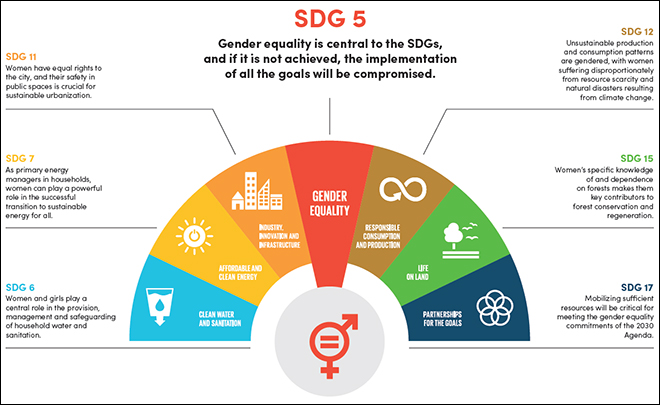 SDG 5
Gender equality is central to the SDGs,
and if it is not achieved, the implementation
of all the goals will be compromised.
SDG 11
Women have equal rights to
the city, and their safety in
public spaces is crucial for
sustainable urbanization.
SDG 7
As primary energy
managers in households,
women can play a powerful
role in the successful
transition to sustainable
energy for all.
SDG 6
Women and girls play a
central role in the provision,
management and safeguarding
of household water and
sanitation.
CLEAN WATER
AND SANITATION
AFFORDABLE AND
CLEAN ENERGY
INDUSTRY,
INNOVATION AND
INFRASTRUCTURE
GENDER
EQUALITY
RESPONSIBLE
CONSUMPTION
AND PRODUCTION
LIFE
ON LAND
PARTNERSHIPS
FOR THE GOALS
SDG 12
Unsustainable production
and consumption patterns
are gendered, with women
suffering disproportionately
from resource scarcity and
natural disasters resulting
from climate change.
SDG 15
Women's specific knowledge
of and dependence
on forests makes them
key contributors to
forest conservation and
regeneration.
SDG 17
Mobilizing sufficient
resources will be critical for
meeting the gender equality
commitments of the 2030
Agenda.